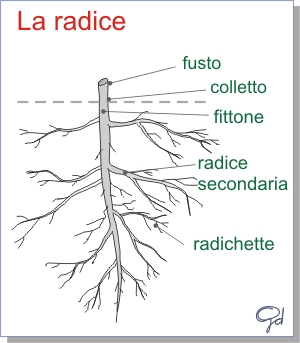 La radice
fusto
colletto
fittone
radice
secondaria
radichette